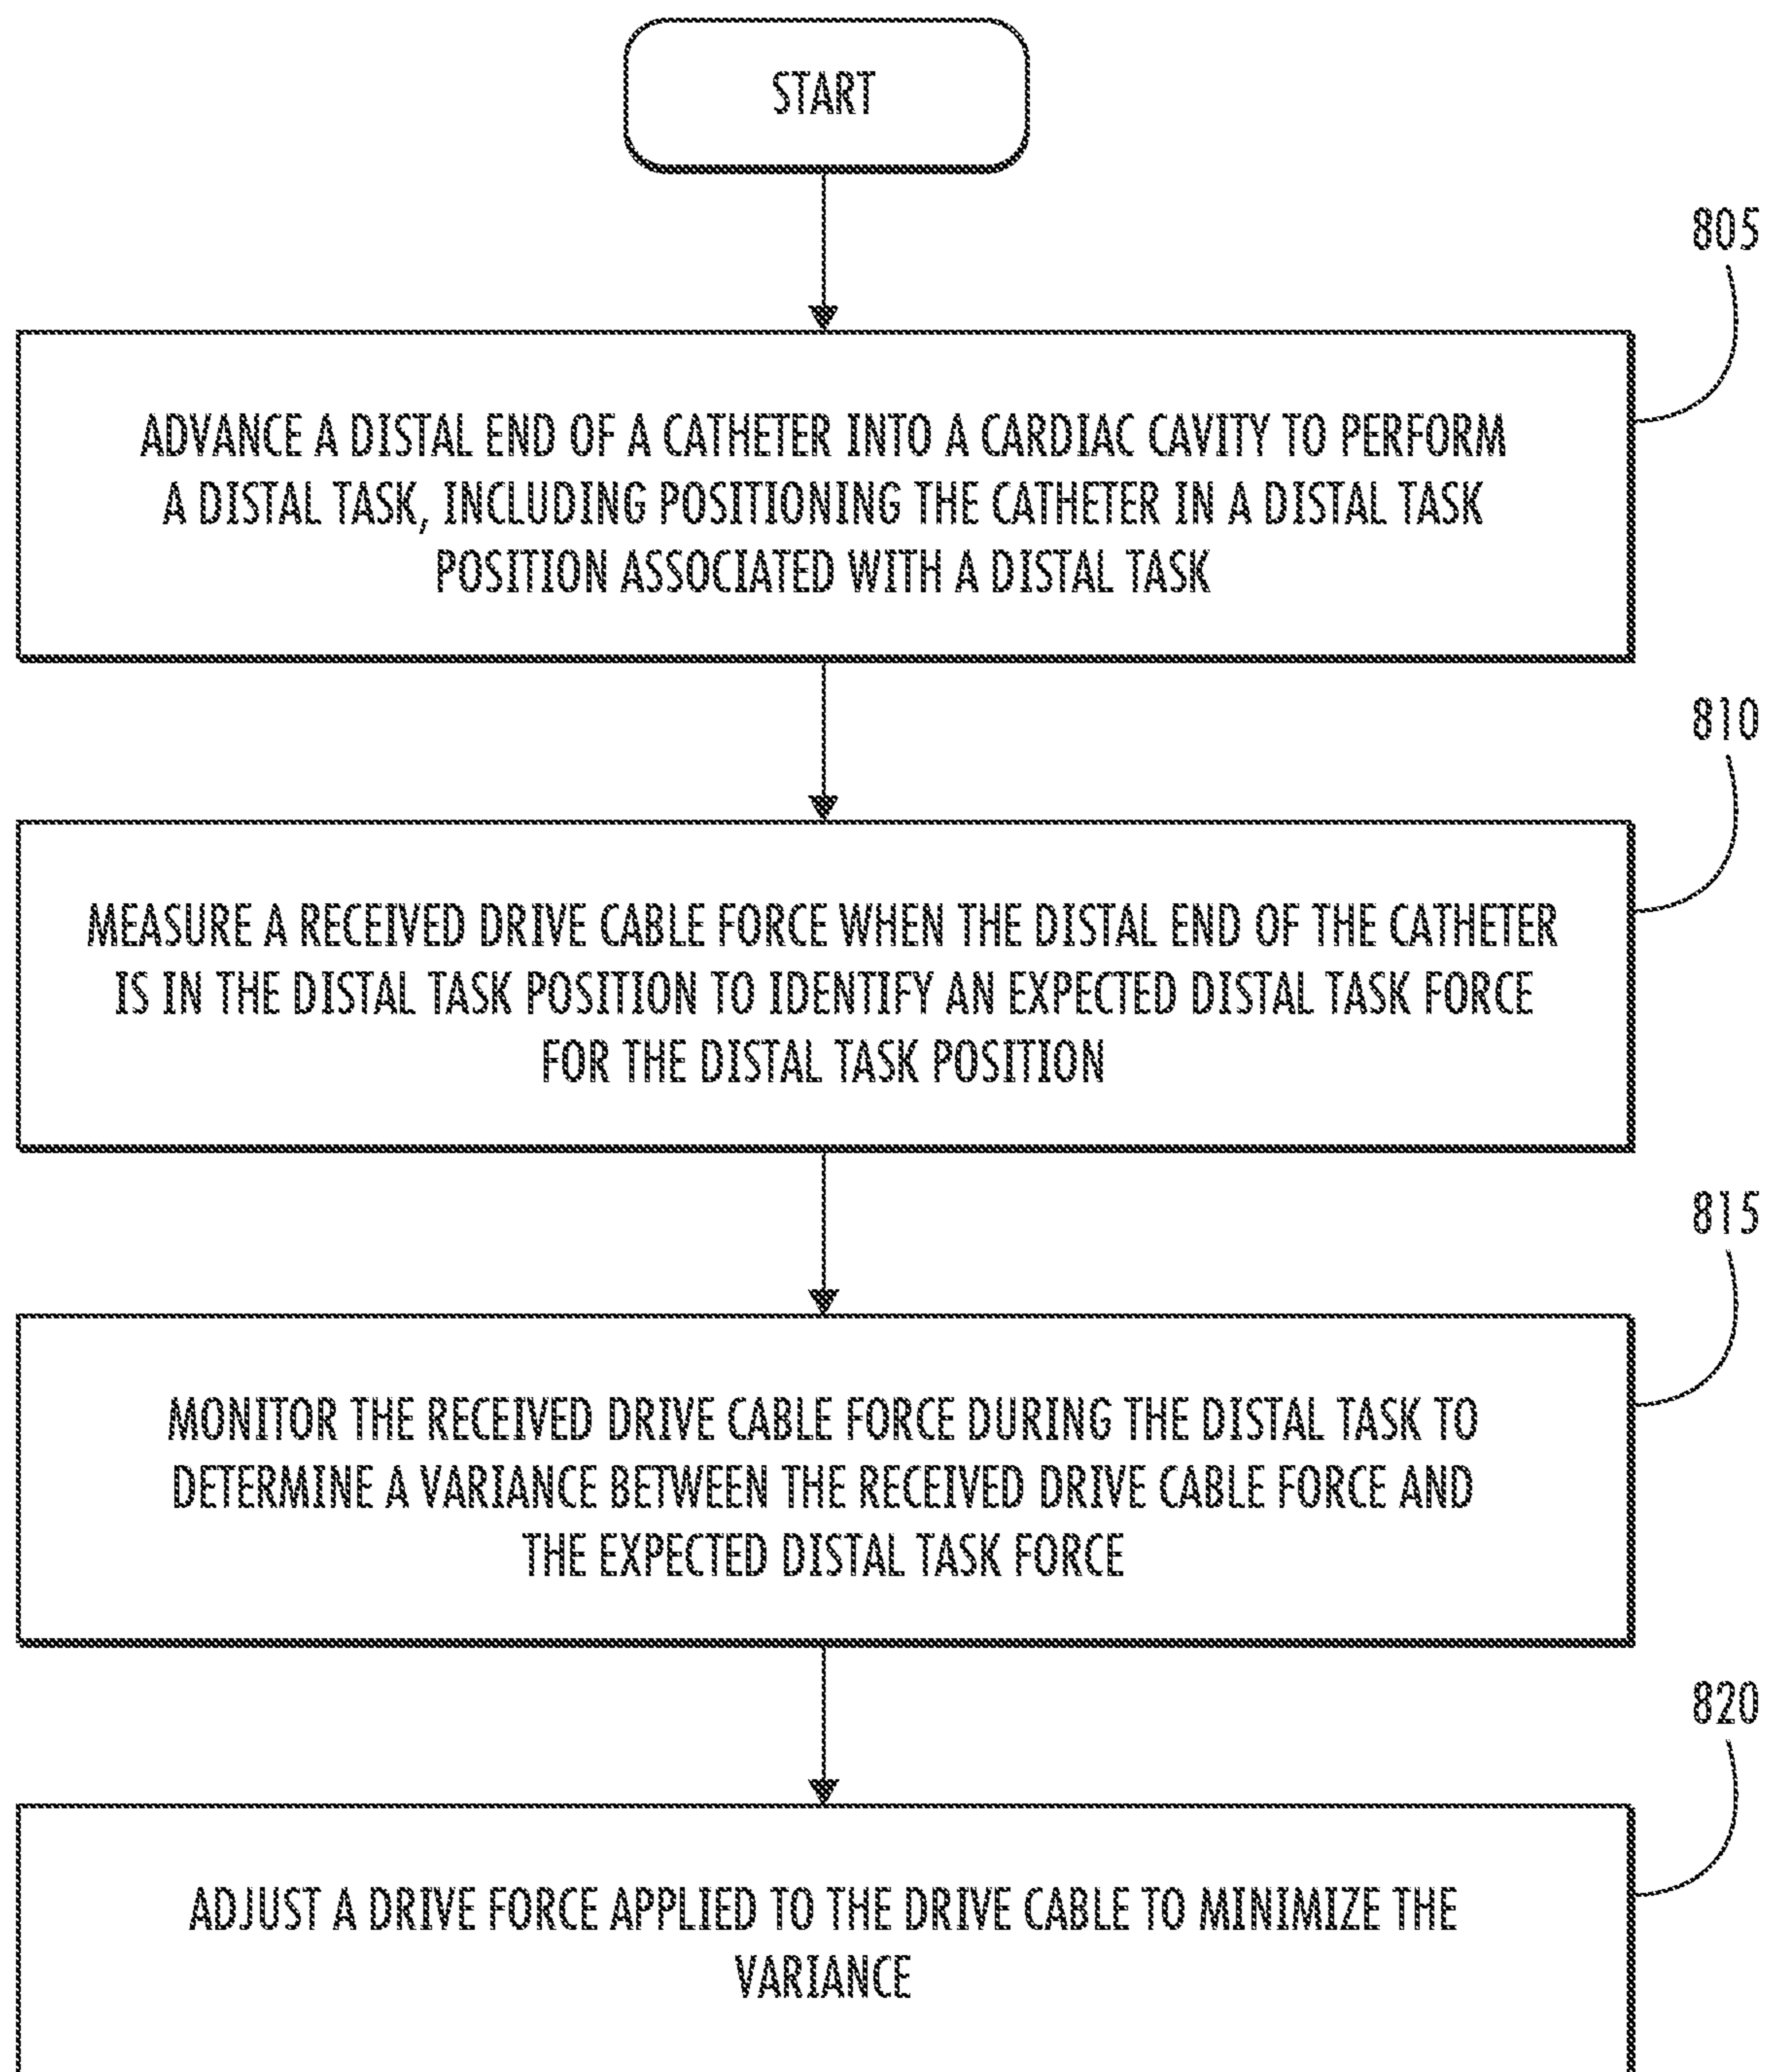 START
805
ADVANCE A DISTAL END OF A CATHETER INTO A CARDIAC CAVITY TO PERFORM
A DISTAL TASK, INCLUDING POSITIONING THE CATHETER IN A DISTAL TASK
POSITION ASSOCIATED WITH A DISTAL TASK
810
MEASURE A RECEIVED DRIVE CABLE FORCE WHEN THE DISTAL END OF THE CATHETER
IS IN THE DISTAL TASK POSITION TO IDENTIFY AN EXPECTED DISTAL TASK FORCE
FOR THE DISTAL TASK POSITION
815
MONITOR THE RECEIVED DRIVE CABLE FORCE DURING THE DISTAL TASK TO
DETERMINE A VARIANCE BETWEEN THE RECEIVED DRIVE CABLE FORCE AND
THE EXPECTED DISTAL TASK FORCE
820
ADJUST A DRIVE FORCE APPLIED TO THE DRIVE CABLE TO MINIMIZE THE
VARIANCE